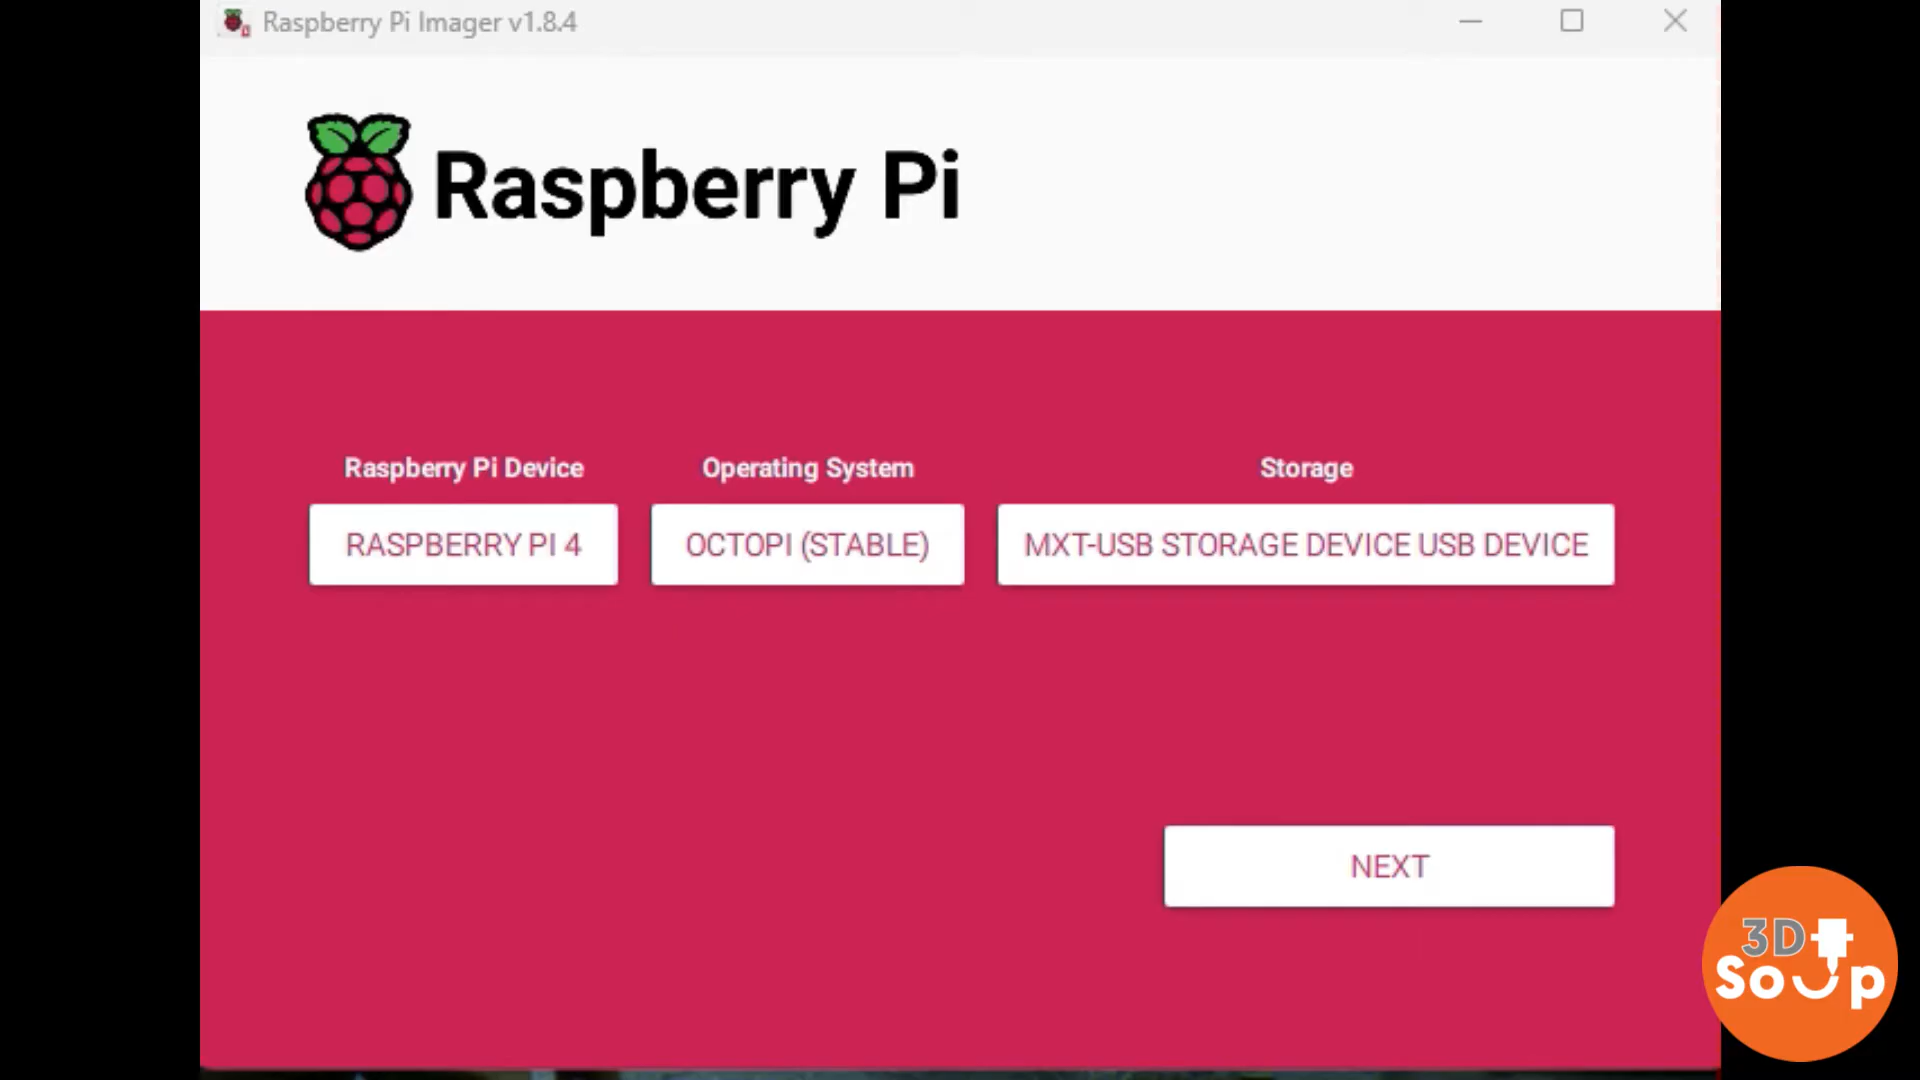 Raspberry Pi Imager v1.8.4
Raspberry Pi
Raspberry Pi Device
Operating System
Storage
RASPBERRY PI 4
OCTOPI (STABLE)
MXT-USB STORAGE DEVICE USB DEVICE
NEXT
3D
Soup